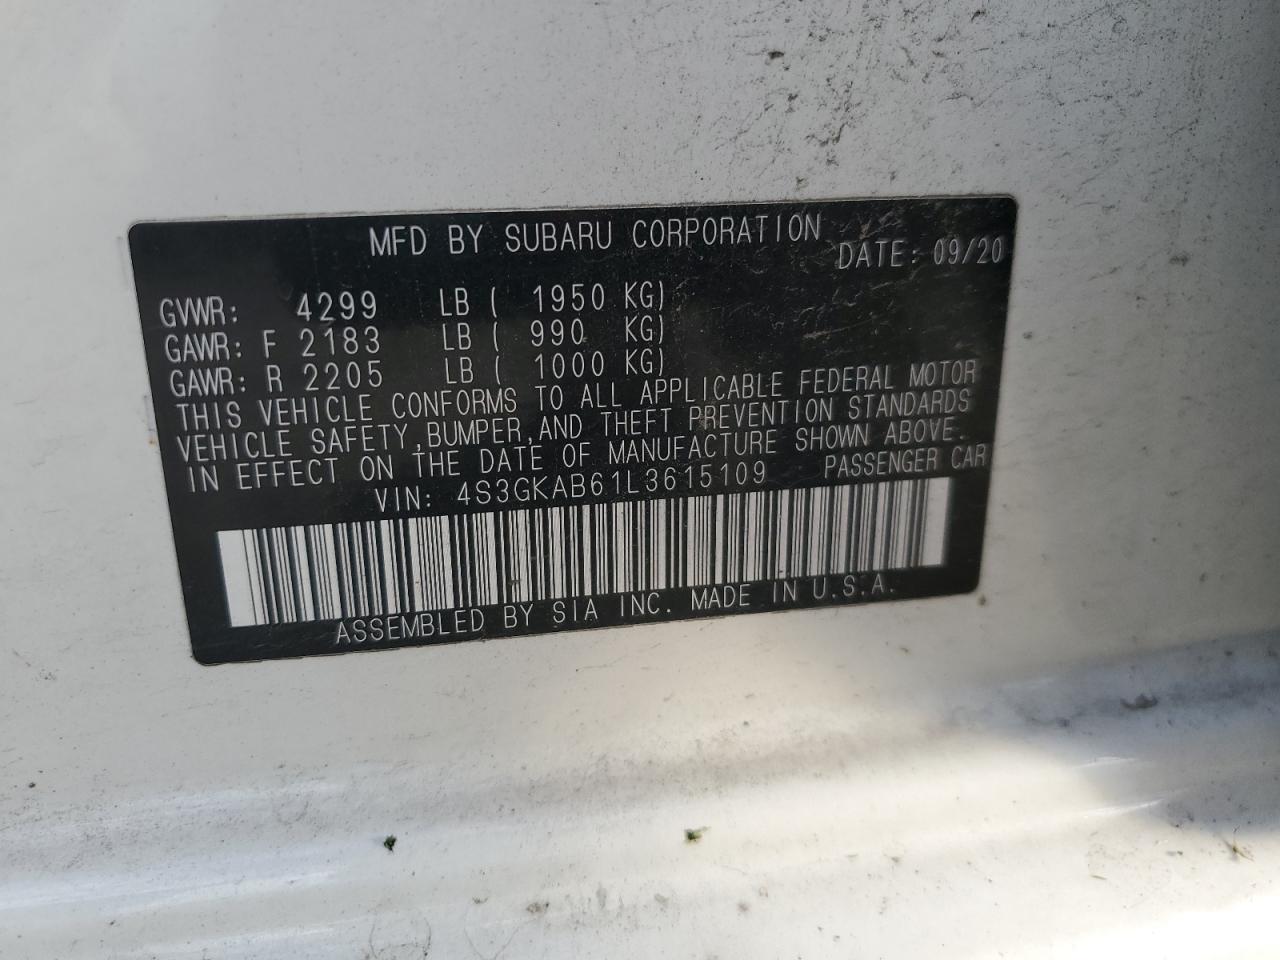 MFD BY SUBARU CORPORATION
DATE: 09/20
GVWR: 4299 LB ( 1950 KG)
GAWR: F 2183 LB ( 990 KG)
GAWR: R 2205 LB ( 1000 KG)
THIS VEHICLE CONFORMS TO ALL APPLICABLE FEDERAL MOTOR
VEHICLE SAFETY, BUMPER, AND THEFT PREVENTION STANDARDS
IN EFFECT ON THE DATE OF MANUFACTURE SHOWN ABOVE.
VIN: 4S3GKAB61L3615109 PASSENGER CAR
ASSEMBLED BY SIA INC. MADE IN U.S.A.